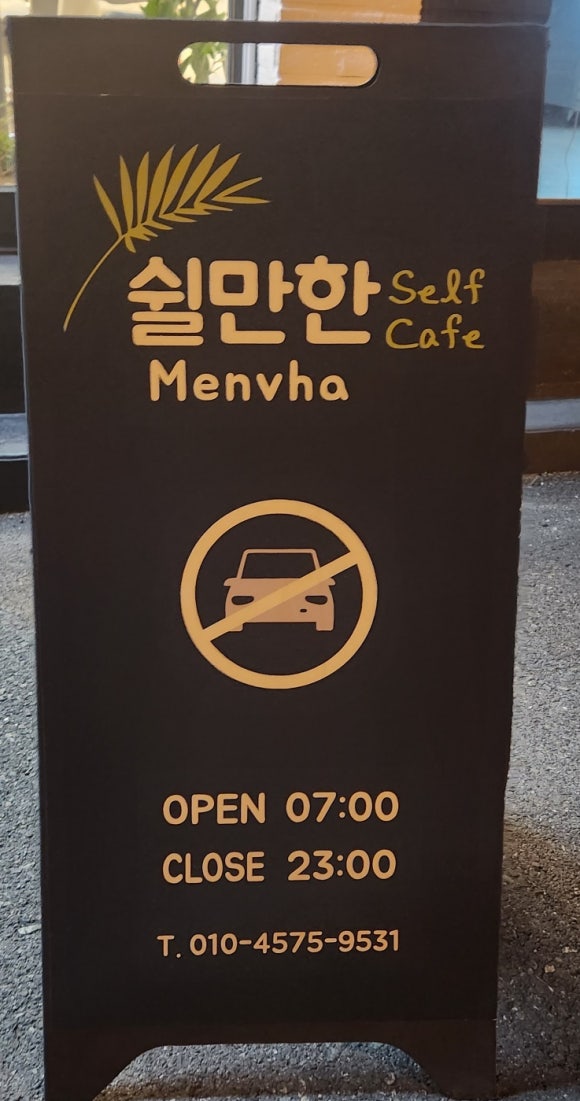 쉴만한 Self Cafe
Menvha
OPEN 07:00
CLOSE 23:00
T. 010-4575-9531